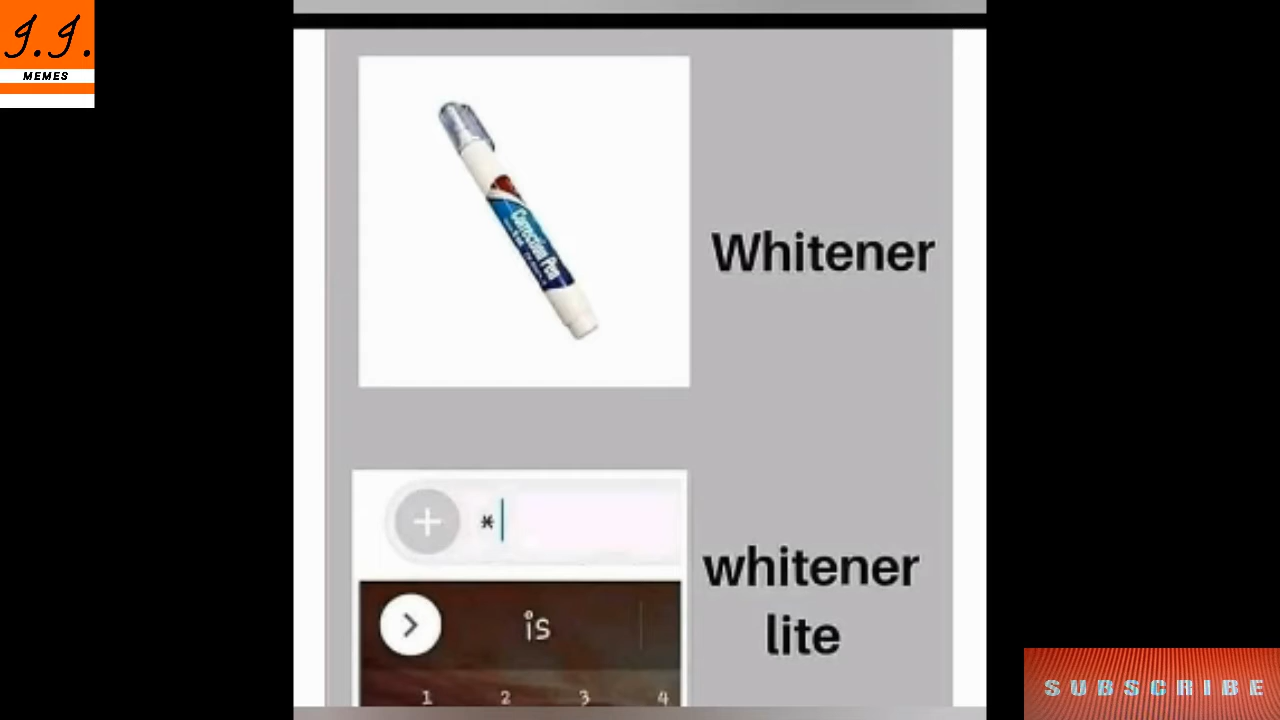 J.J.
MEMES
Correction Pen
Whitener
*
whitener
lite
is
1 2 3 4
SUBSCRIBE